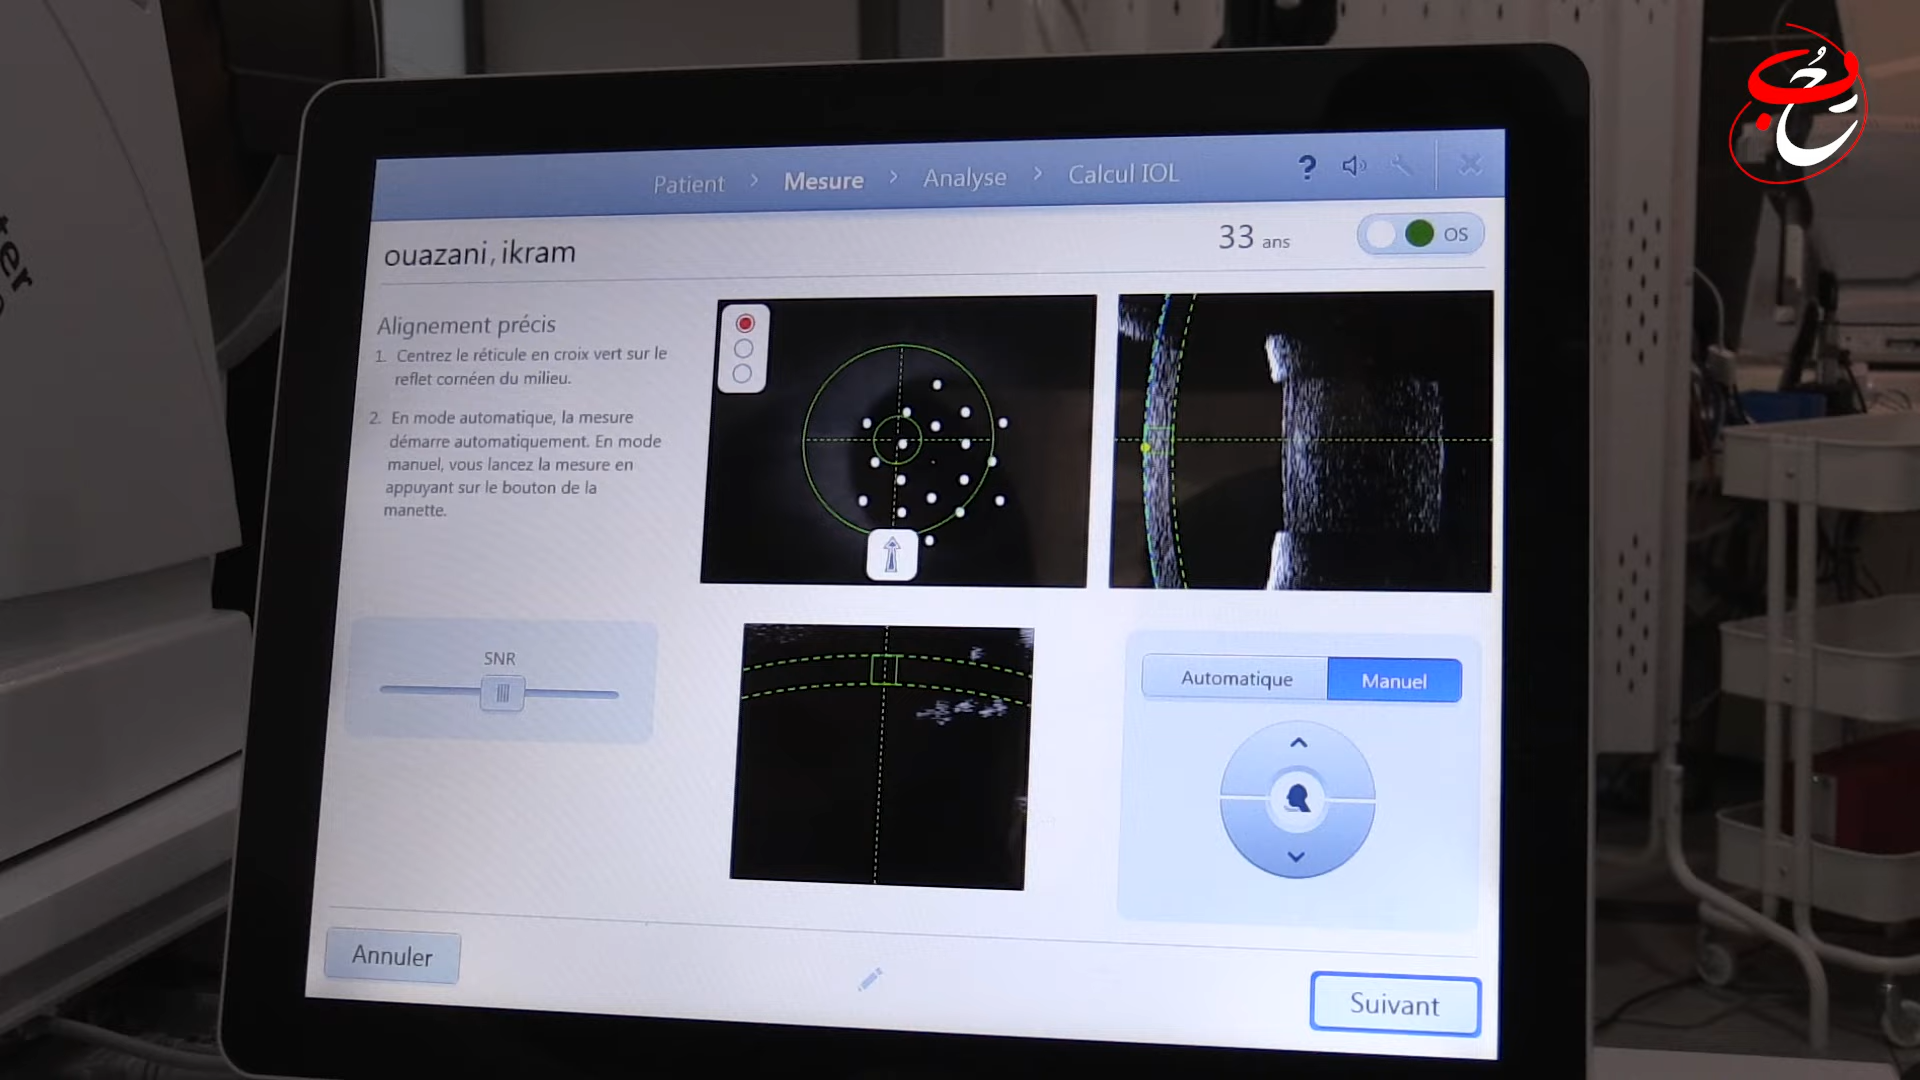 Patient > Mesure > Analyse > Calcul IOL ?
ouazani, ikram
33 ans
OS
Alignement précis
1. Centrez le réticule en croix vert sur le
reflet cornéen du milieu.
2. En mode automatique, la mesure
démarre automatiquement. En mode
manuel, vous lancez la mesure en
appuyant sur le bouton de la
manette.
SNR
Automatique
Manuel
Annuler
Suivant